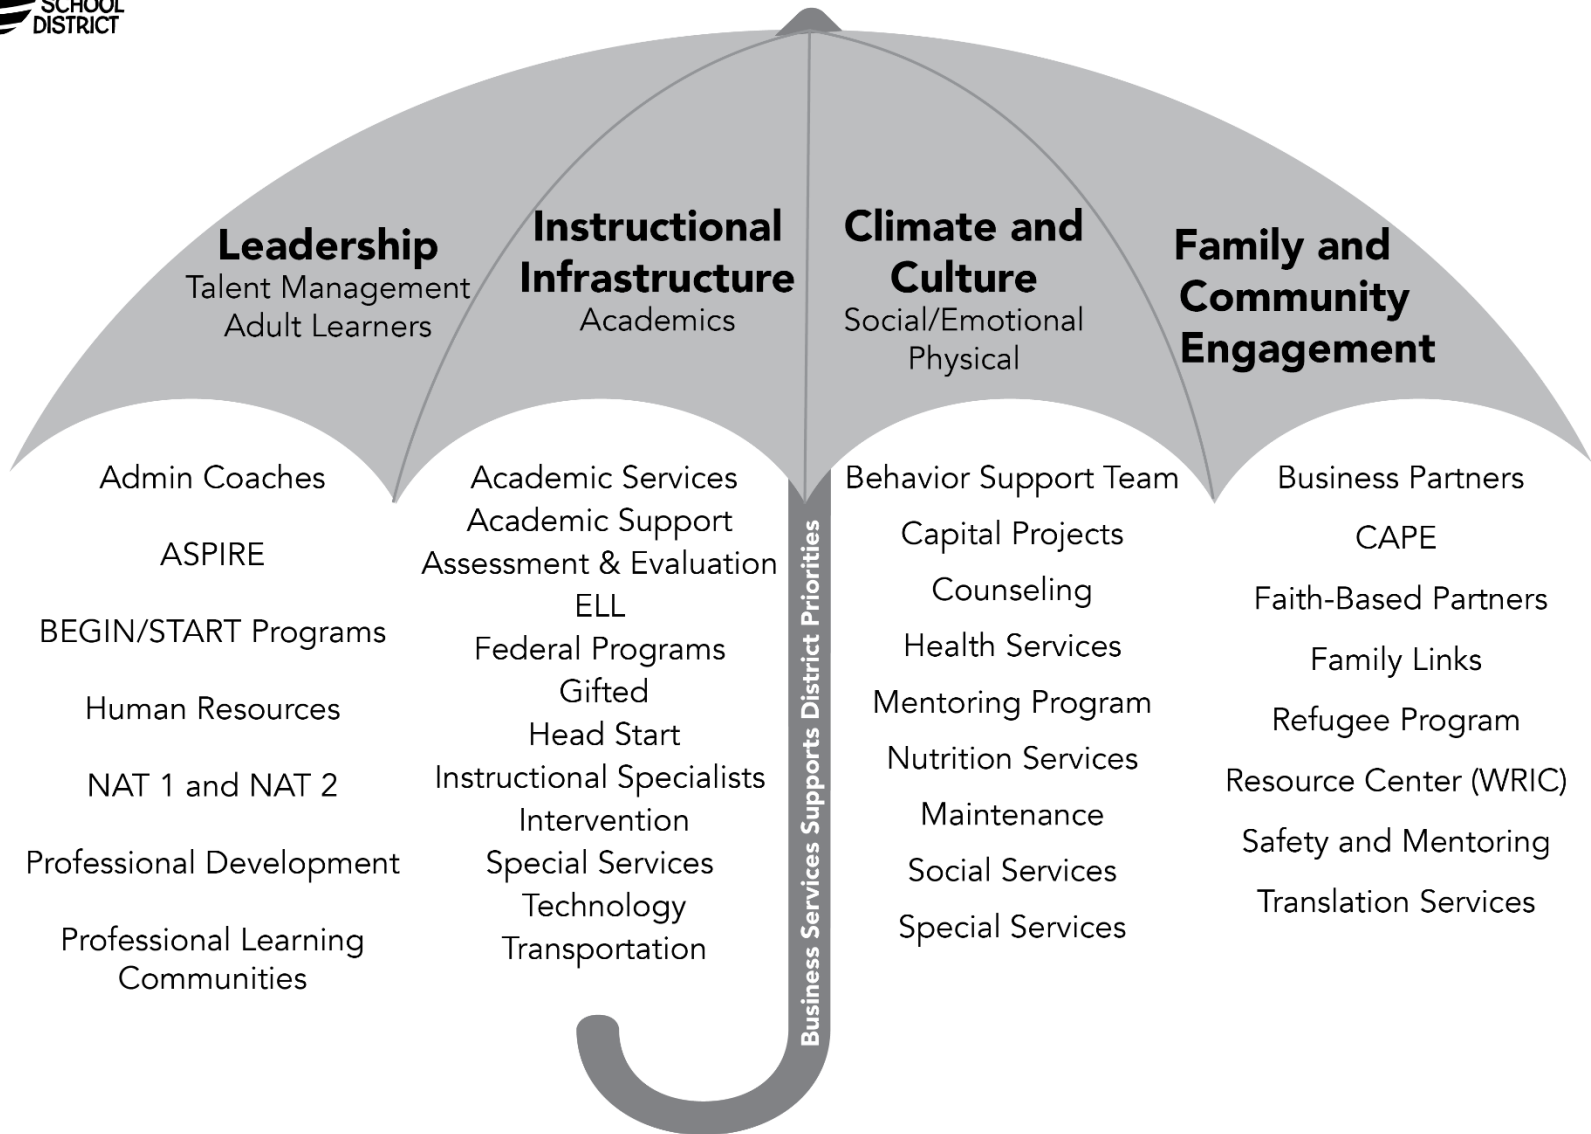 SCHOOL
DISTRICT
Leadership
Talent Management
Adult Learners
Instructional
Infrastructure
Academics
Climate and
Culture
Social/Emotional
Physical
Family and
Community
Engagement
Admin Coaches
ASPIRE
BEGIN/START Programs
Human Resources
NAT 1 and NAT 2
Professional Development
Professional Learning
Communities
Academic Services
Academic Support
Assessment & Evaluation
ELL
Federal Programs
Gifted
Head Start
Instructional Specialists
Intervention
Special Services
Technology
Transportation
Business Services Supports District Priorities
Behavior Support Team
Capital Projects
Counseling
Health Services
Mentoring Program
Nutrition Services
Maintenance
Social Services
Special Services
Business Partners
CAPE
Faith-Based Partners
Family Links
Refugee Program
Resource Center (WRIC)
Safety and Mentoring
Translation Services